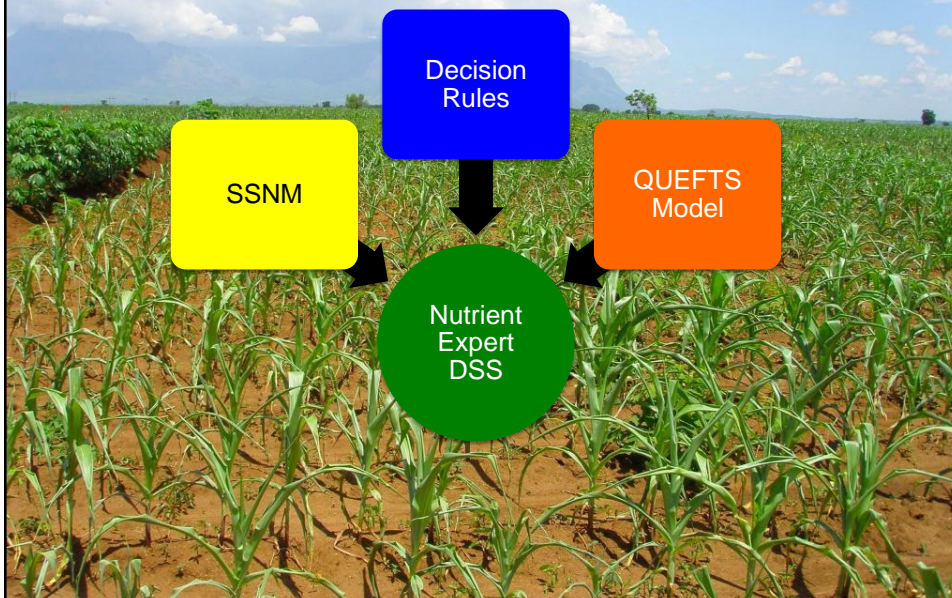 Decision
Rules
SSNM
QUEFTS
Model
Nutrient
Expert
DSS